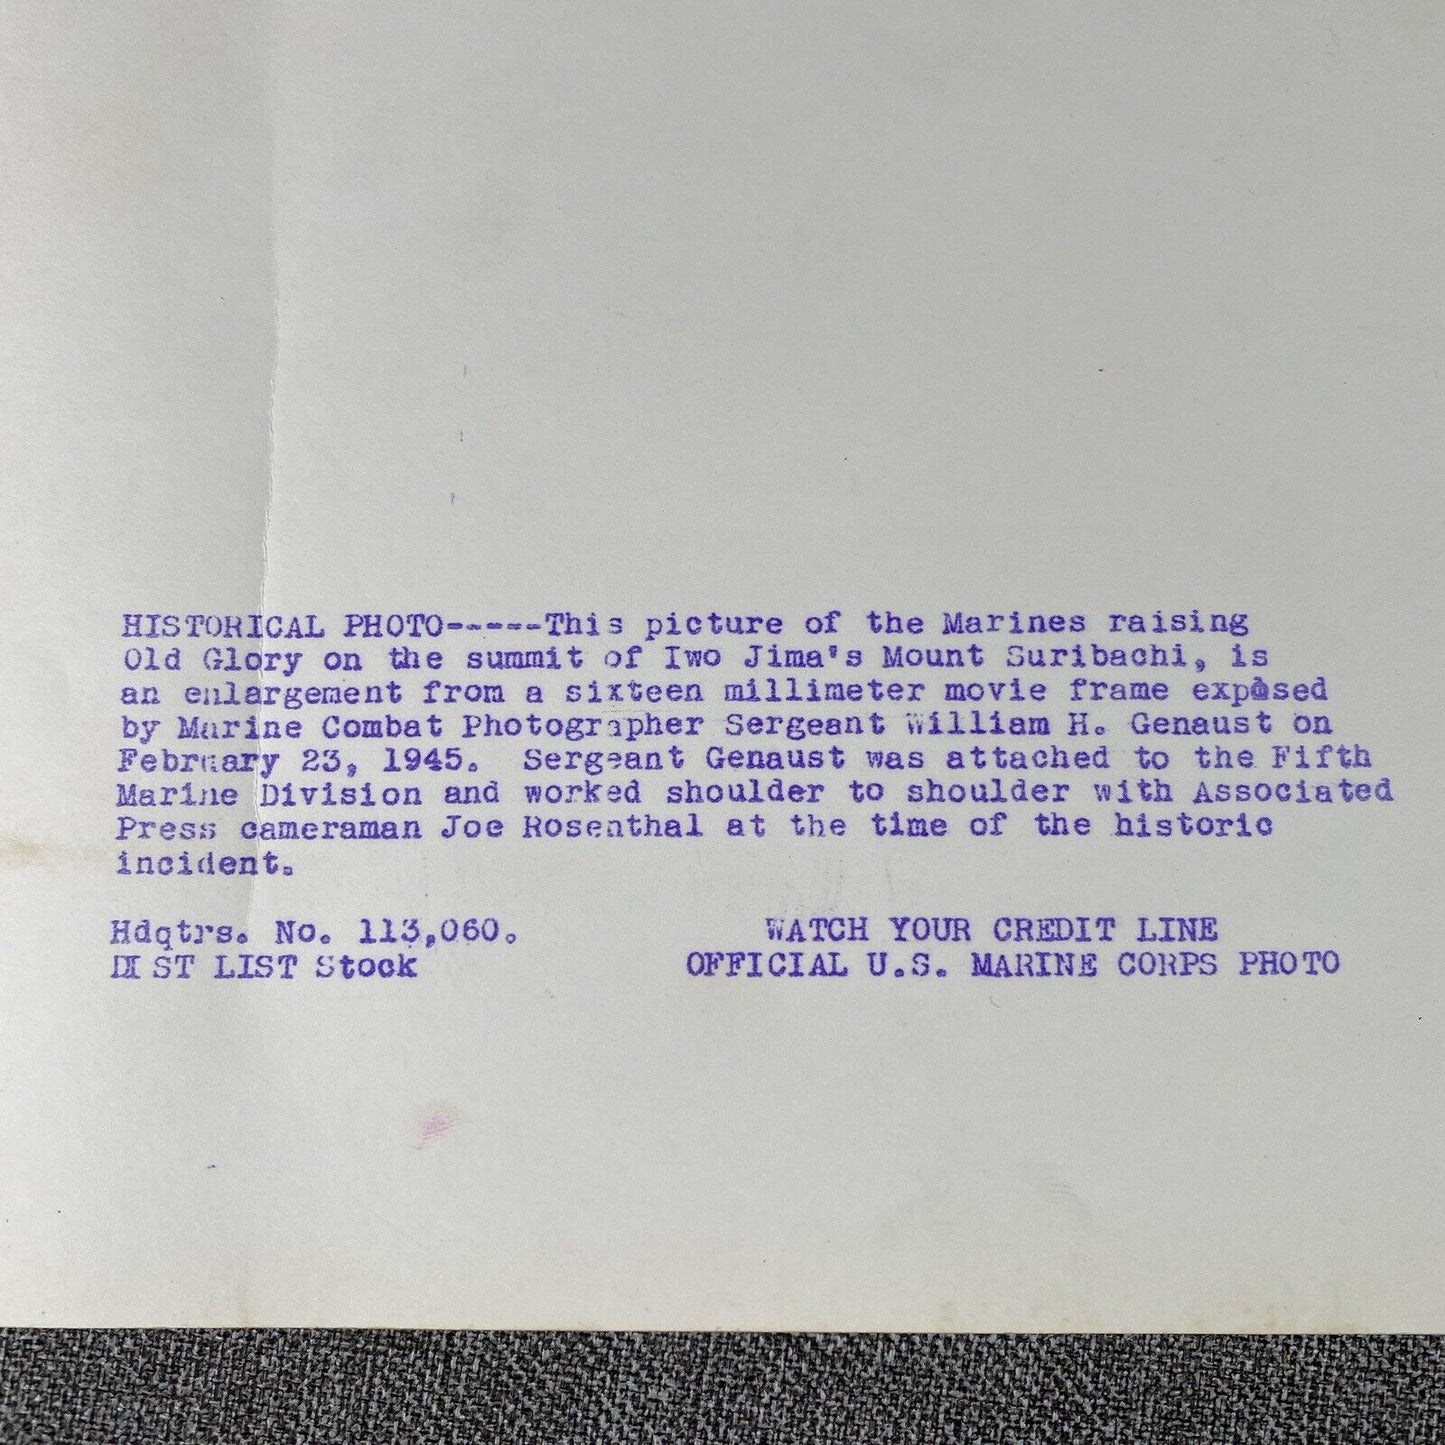 HISTORICAL PHOTO-----This picture of the Marines raising
Old Glory on the summit of Iwo Jima's Mount Suribachi, is
an enlargement from a sixteen millimeter movie frame exposed
by Marine Combat Photographer Sergeant William H. Genaust on
February 23, 1945. Sergeant Genaust was attached to the Fifth
Marine Division and worked shoulder to shoulder with Associated
Press cameraman Joe Rosenthal at the time of the historic
incident.
Hdqtrs. No. 113,060.
DIST LIST Stock
WATCH YOUR CREDIT LINE
OFFICIAL U.S. MARINE CORPS PHOTO